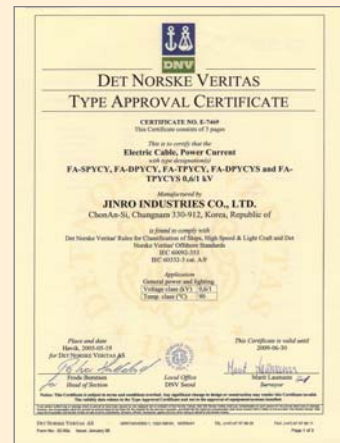 DNV
DET NORSKE VERITAS
TYPE APPROVAL CERTIFICATE
CERTIFICATE NO. E-7469
This Certificate consists of 3 pages
This is to certify that the
Electric Cable, Power Current
with type designation(s)
FA-SPYCY, FA-DPYCY, FA-TPYCY, FA-DPYCYS and FA-
TPYCYS 0,6/1 kV
Manufactured by
JINRO INDUSTRIES CO., LTD.
ChonAn-Si, Changnam 330-912, Korea, Republic of
is found to comply with
Det Norske Veritas' Rules for Classification of Ships, High Speed & Light Craft and Det
Norske Veritas' Offshore Standards
IEC 60092-353
IEC 60332-3 cat. A/F
Application
General power and lighting
Voltage class (kV) 0,6/1
Temp. class (°C) 90
Place and date
Høvik, 2005-05-19
for DET NORSKE VERITAS AS
This Certificate is valid until
2009-06-30
Head of Section
Local Office
DNV Seoul
Surveyor
DET NORSKE VERITAS AS
Page 1 of 3